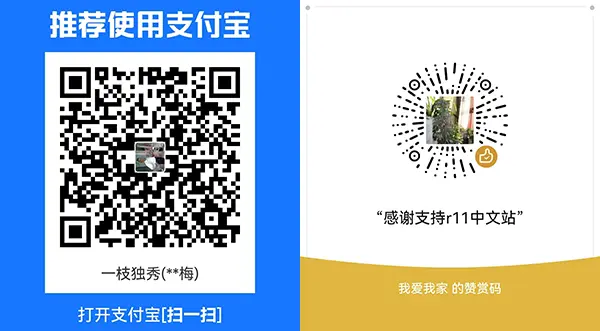 推荐使用支付宝
一枝独秀(**梅)
打开支付宝[扫一扫]
“感谢支持r11中文站”
我爱我家 的赞赏码